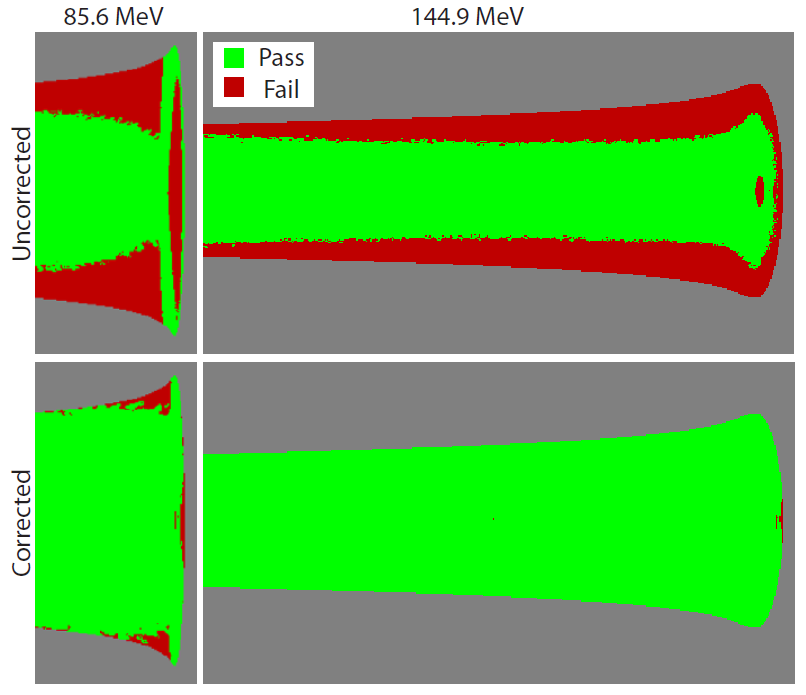 85.6 MeV
144.9 MeV
Pass
Fail
Uncorrected
Corrected